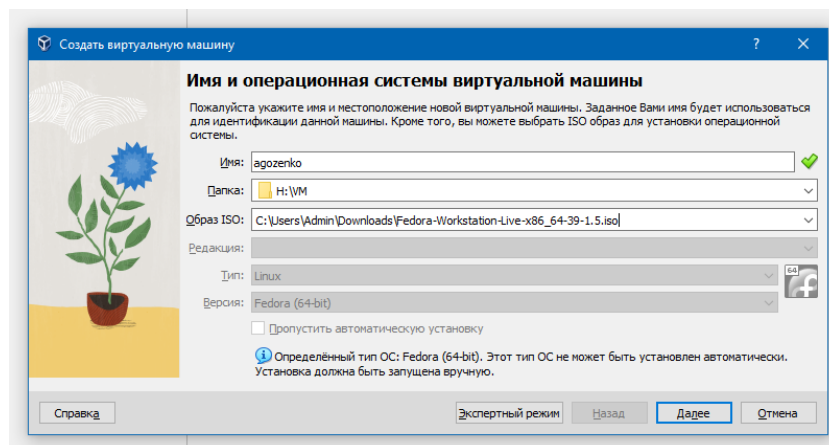 Создать виртуальную машину
Имя и операционная системы виртуальной машины
Пожалуйста укажите имя и местоположение новой виртуальной машины. Заданное Вами имя будет использоваться
для идентификации данной машины. Кроме того, вы можете выбрать ISO образ для установки операционной
системы.
Имя: agozenko
Папка: H:\VM
Образ ISO: C:\Users\Admin\Downloads\Fedora-Workstation-Live-x86_64-39-1.5.iso
Редакция:
Тип: Linux
64
Версия: Fedora (64-bit)
Пропустить автоматическую установку
Определённый тип ОС: Fedora (64-bit). Этот тип ОС не может быть установлен автоматически.
Установка должна быть запущена вручную.
Справка Экспертный режим Назад Далее Отмена